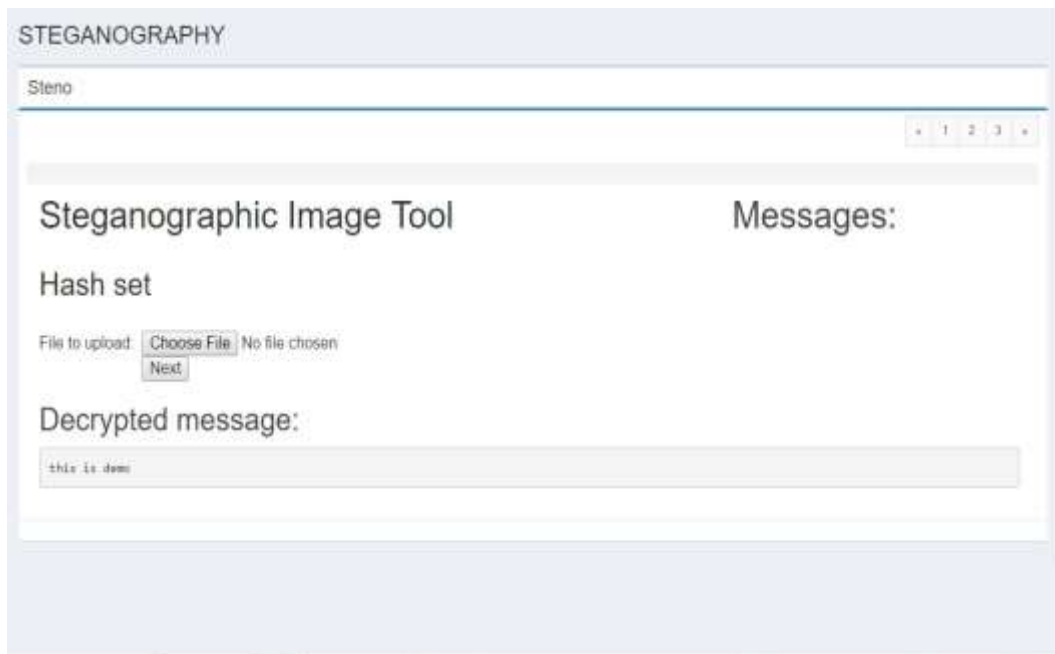 STEGANOGRAPHY
Steno
« 1 2 3 »
Steganographic Image Tool
Messages:
Hash set
File to upload: Choose File No file chosen
Next
Decrypted message:
this is demo